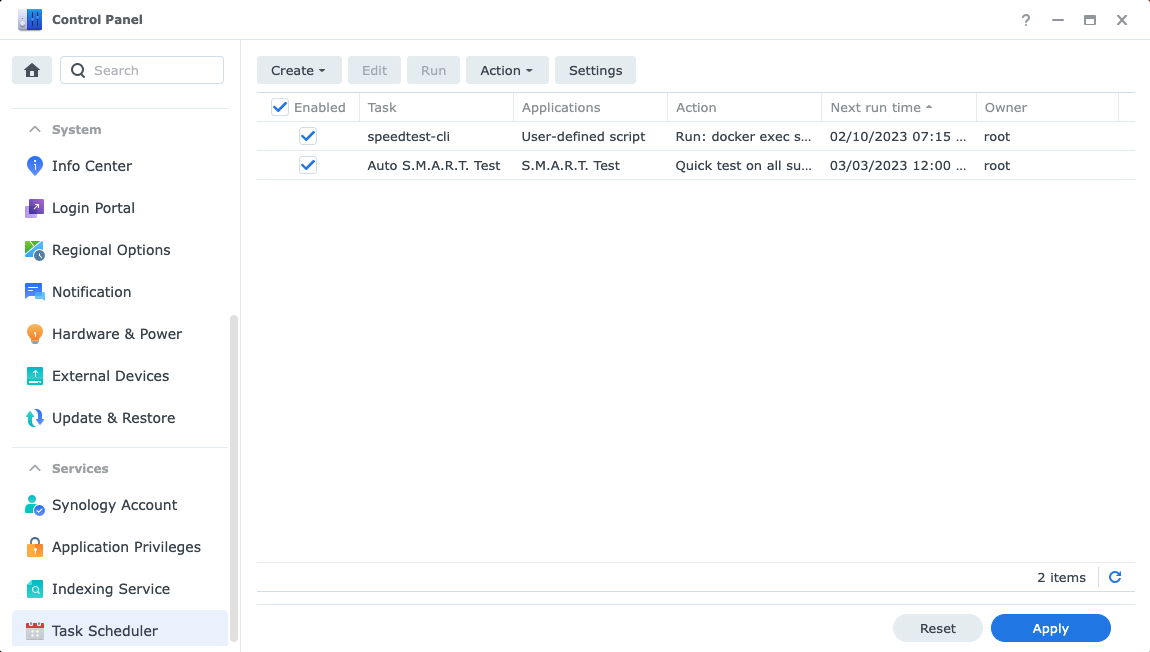 Control Panel
?
Search
System
Info Center
Login Portal
Regional Options
Notification
Hardware & Power
External Devices
Update & Restore
Services
Synology Account
Application Privileges
Indexing Service
Task Scheduler
Create Edit Run Action Settings
Enabled Task Applications Action Next run time Owner
speedtest-cli User-defined script Run: docker exec s... 02/10/2023 07:15 ... root
Auto S.M.A.R.T. Test S.M.A.R.T. Test Quick test on all su... 03/03/2023 12:00 ... root
2 items
Reset Apply